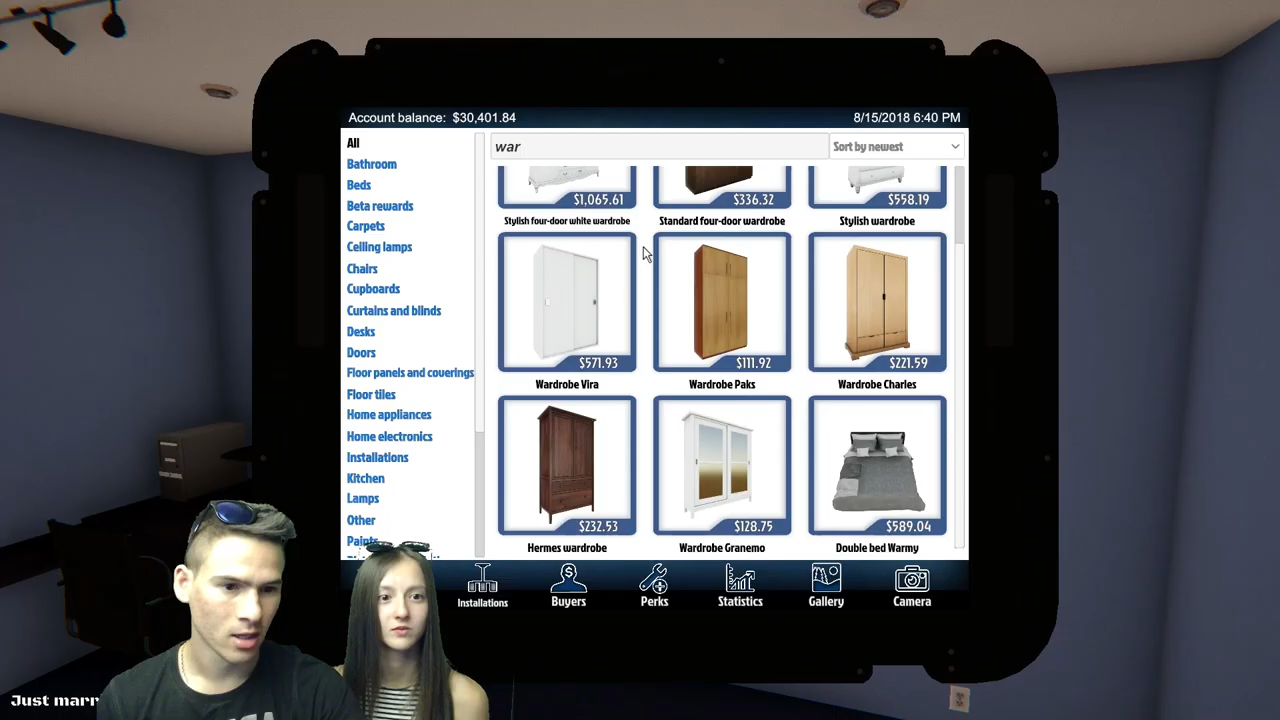 Account balance: $30,401.84
8/15/2018 6:40 PM
All
Bathroom
Beds
Beta rewards
Carpets
Ceiling lamps
Chairs
Cupboards
Curtains and blinds
Desks
Doors
Floor panels and coverings
Floor tiles
Home appliances
Home electronics
Installations
Kitchen
Lamps
Other
Paints
war
Sort by newest
$1,065.61
$336.32
$558.19
Stylish four-door white wardrobe
Standard four-door wardrobe
Stylish wardrobe
$571.93
$111.92
$221.59
Wardrobe Vira
Wardrobe Paks
Wardrobe Charles
$232.53
$128.75
$589.04
Hermes wardrobe
Wardrobe Granemo
Double bed Warmy
Installations
Buyers
Perks
Statistics
Gallery
Camera
Just marr